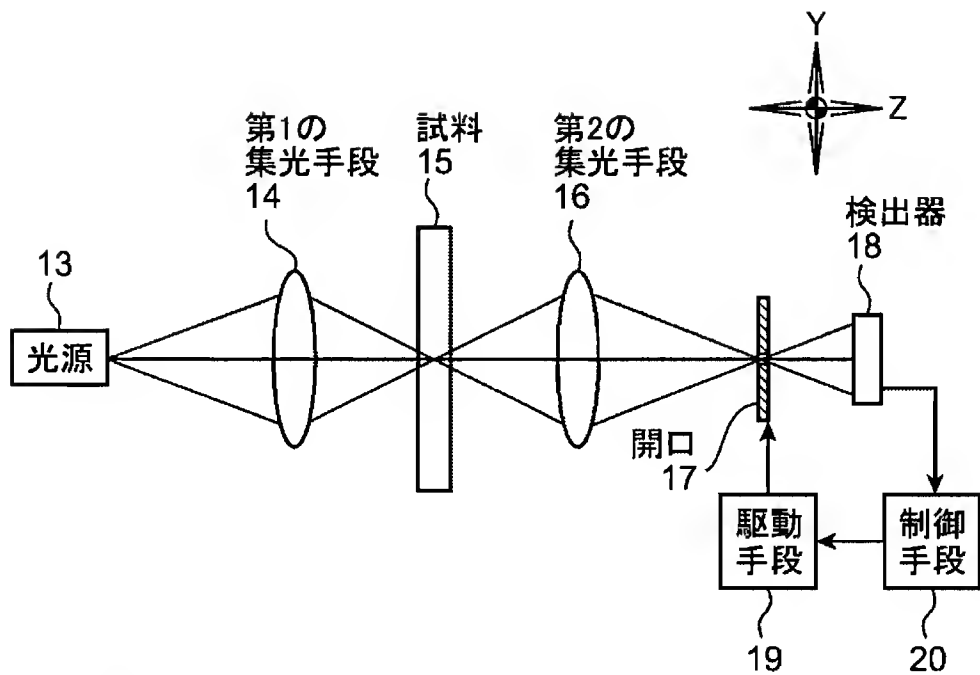 Y
Z
第1の
集光手段
14
試料
15
第2の
集光手段
16
検出器
18
13
光源
開口
17
駆動
手段
制御
手段
19
20